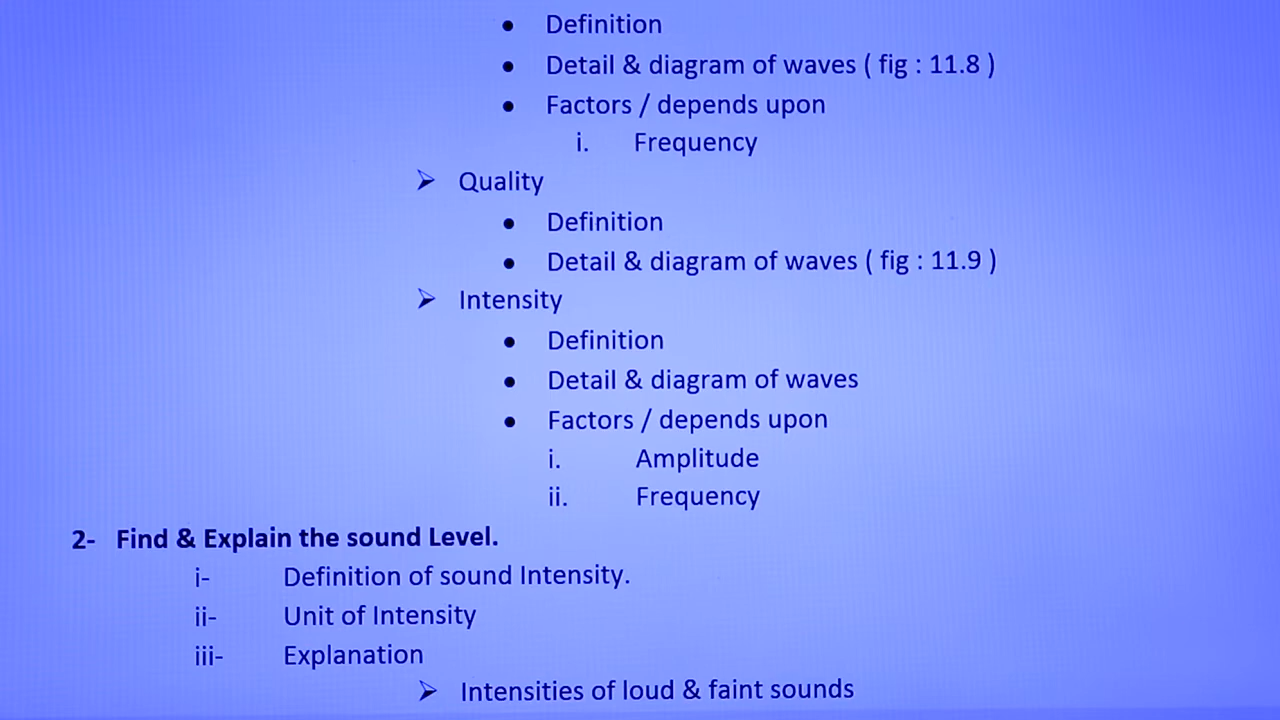 • Definition
• Detail & diagram of waves ( fig : 11.8 )
• Factors / depends upon
i. Frequency
➢ Quality
• Definition
• Detail & diagram of waves ( fig : 11.9 )
➢ Intensity
• Definition
• Detail & diagram of waves
• Factors / depends upon
i. Amplitude
ii. Frequency
2- Find & Explain the sound Level.
i- Definition of sound Intensity.
ii- Unit of Intensity
iii- Explanation
➢ Intensities of loud & faint sounds